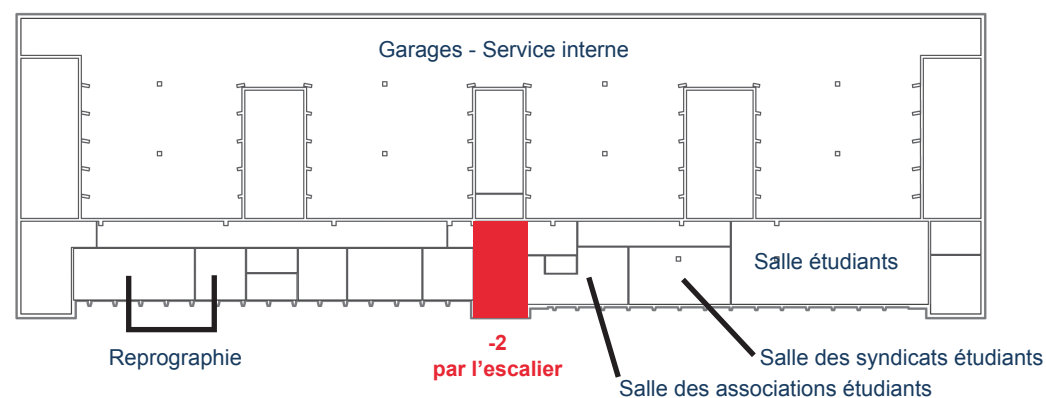 Garages - Service interne
Salle étudiants
-2
par l’escalier
Reprographie
Salle des syndicats étudiants
Salle des associations étudiants